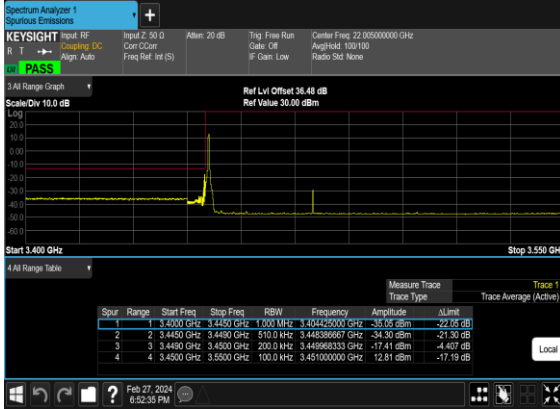 Spectrum Analyzer 1
Spurious Emissions
+
KEYSIGHT Input: RF Input Z: 50 Ω Atten: 20 dB Trig: Free Run Center Freq: 22.005000000 GHz
R T Coupling: DC Corr CCorr Gate: Off Avg|Hold: 100/100
Align: Auto Freq Ref: Int (S) IF Gain: Low Radio Std: None
PASS
3 All Range Graph
Ref Lvl Offset 36.48 dB
Scale/Div 10.0 dB Ref Value 30.00 dBm
Log
20.0
10.0
0.00
-10.0
-20.0
-30.0
-40.0
-50.0
-60.0
Start 3.400 GHz Stop 3.550 GH
4 All Range Table
Measure Trace Trace 1
Trace Type Trace Average (Active)
Spur Range Start Freq Stop Freq RBW Frequency Amplitude ΔLimit
1 1 3.4000 GHz 3.4450 GHz 1.000 MHz 3.404425000 GHz -35.05 dBm -22.05 dB
2 2 3.4450 GHz 3.4490 GHz 510.0 kHz 3.448386667 GHz -34.30 dBm -21.30 dB
3 3 3.4490 GHz 3.4500 GHz 200.0 kHz 3.449968333 GHz -17.41 dBm -4.407 dB
4 4 3.4500 GHz 3.5500 GHz 100.0 kHz 3.451000000 GHz 12.81 dBm -17.19 dB
Local
? Feb 27, 2024
6:52:35 PM